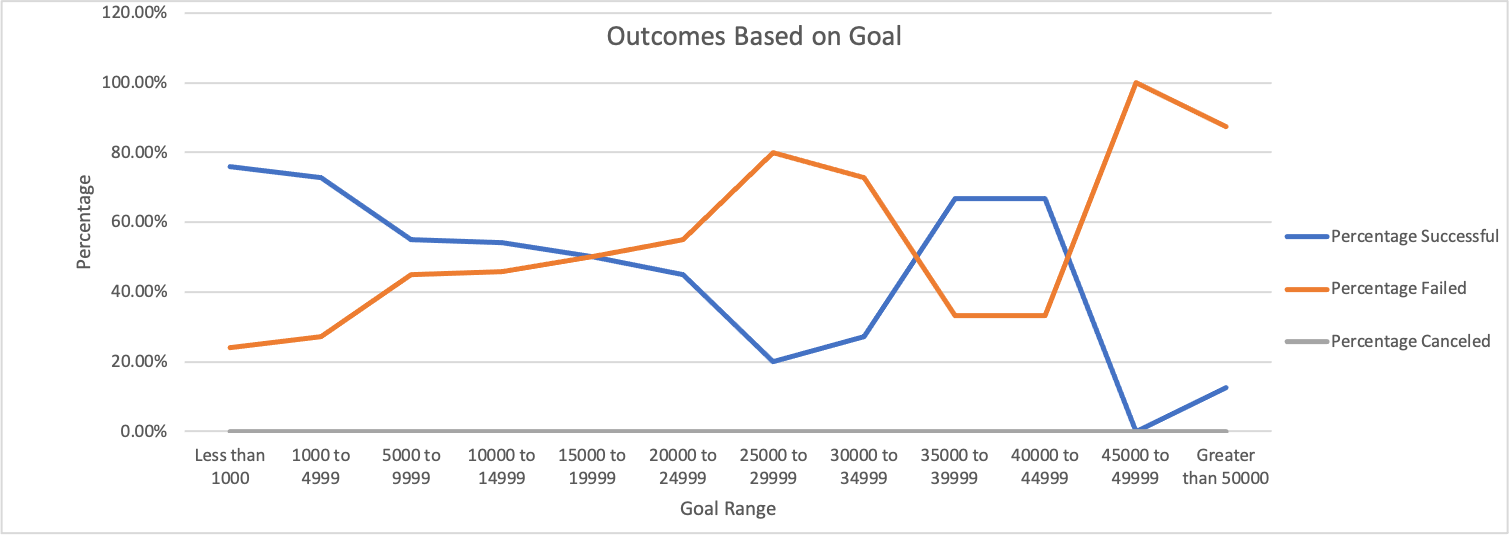 Outcomes Based on Goal
120.00%
100.00%
80.00%
60.00%
40.00%
20.00%
0.00%
Percentage
Less than
1000
1000 to
4999
5000 to
9999
10000 to
14999
15000 to
19999
20000 to
24999
25000 to
29999
30000 to
34999
35000 to
39999
40000 to
44999
45000 to
49999
Greater
than 50000
Goal Range
Percentage Successful
Percentage Failed
Percentage Canceled